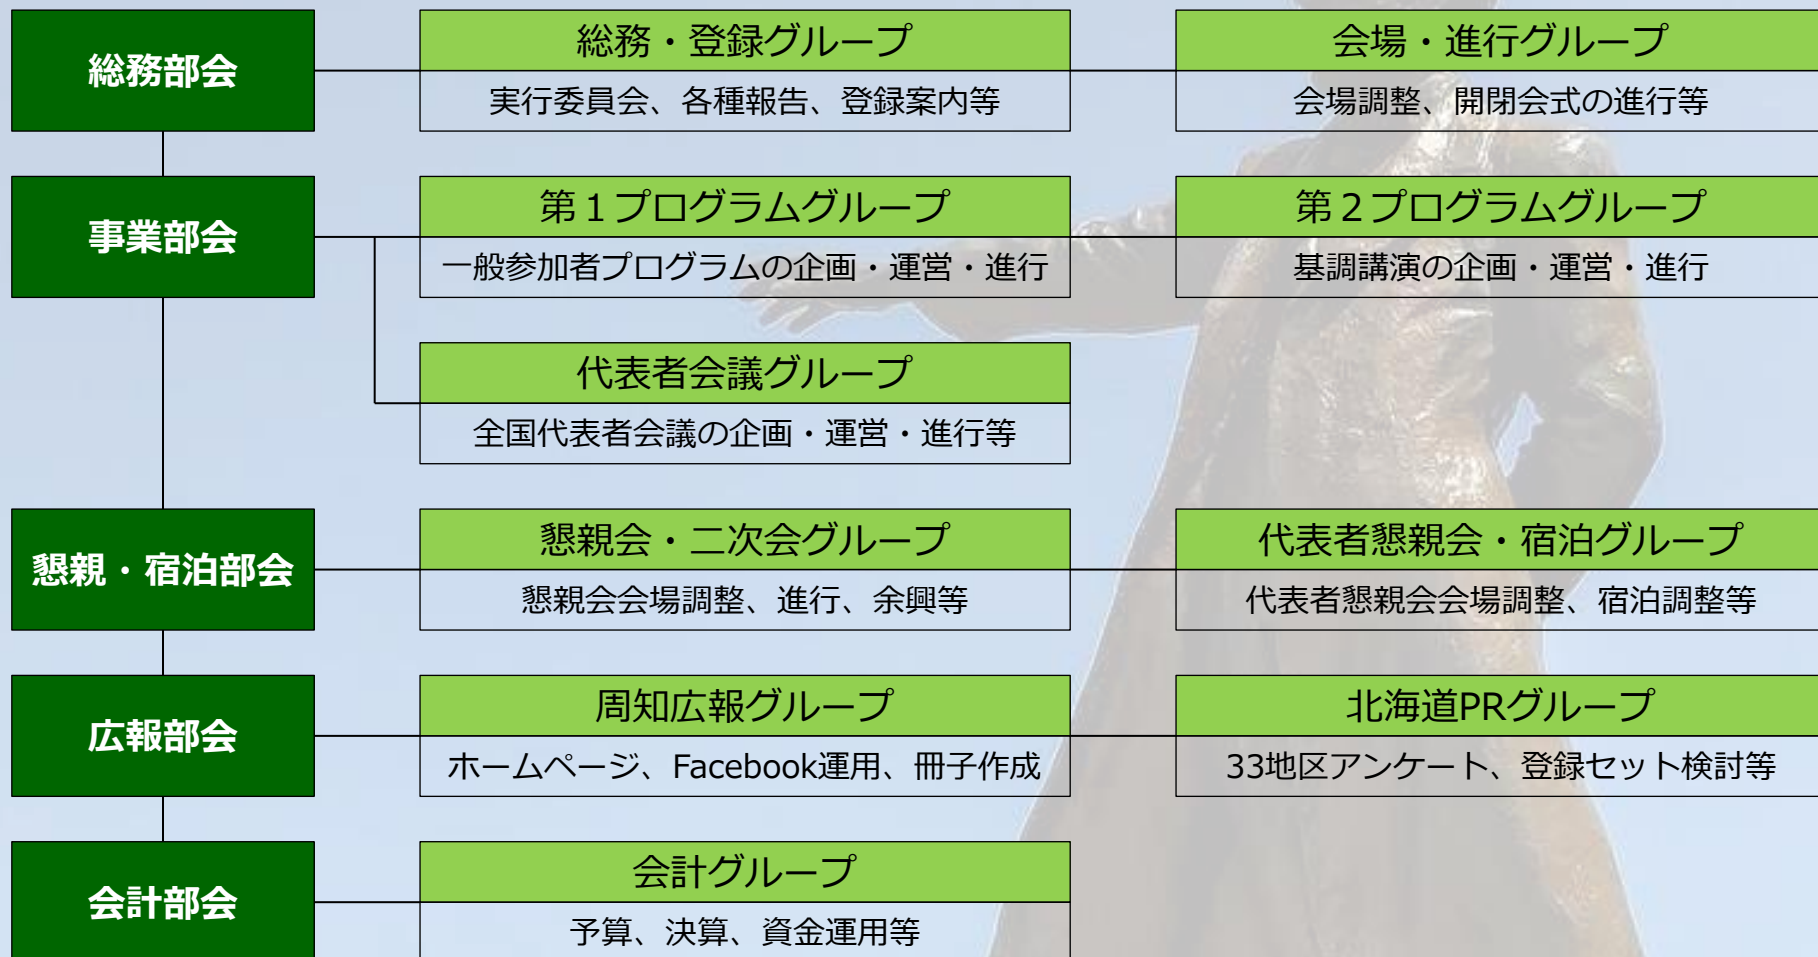 総務部会
総務・登録グループ
実行委員会、各種報告、登録案内等
会場・進行グループ
会場調整、開閉会式の進行等
事業部会
第１プログラムグループ
一般参加者プログラムの企画・運営・進行
第２プログラムグループ
基調講演の企画・運営・進行
代表者会議グループ
全国代表者会議の企画・運営・進行等
懇親・宿泊部会
懇親会・二次会グループ
懇親会会場調整、進行、余興等
代表者懇親会・宿泊グループ
代表者懇親会会場調整、宿泊調整等
広報部会
周知広報グループ
ホームページ、Facebook運用、冊子作成
北海道PRグループ
33地区アンケート、登録セット検討等
会計部会
会計グループ
予算、決算、資金運用等